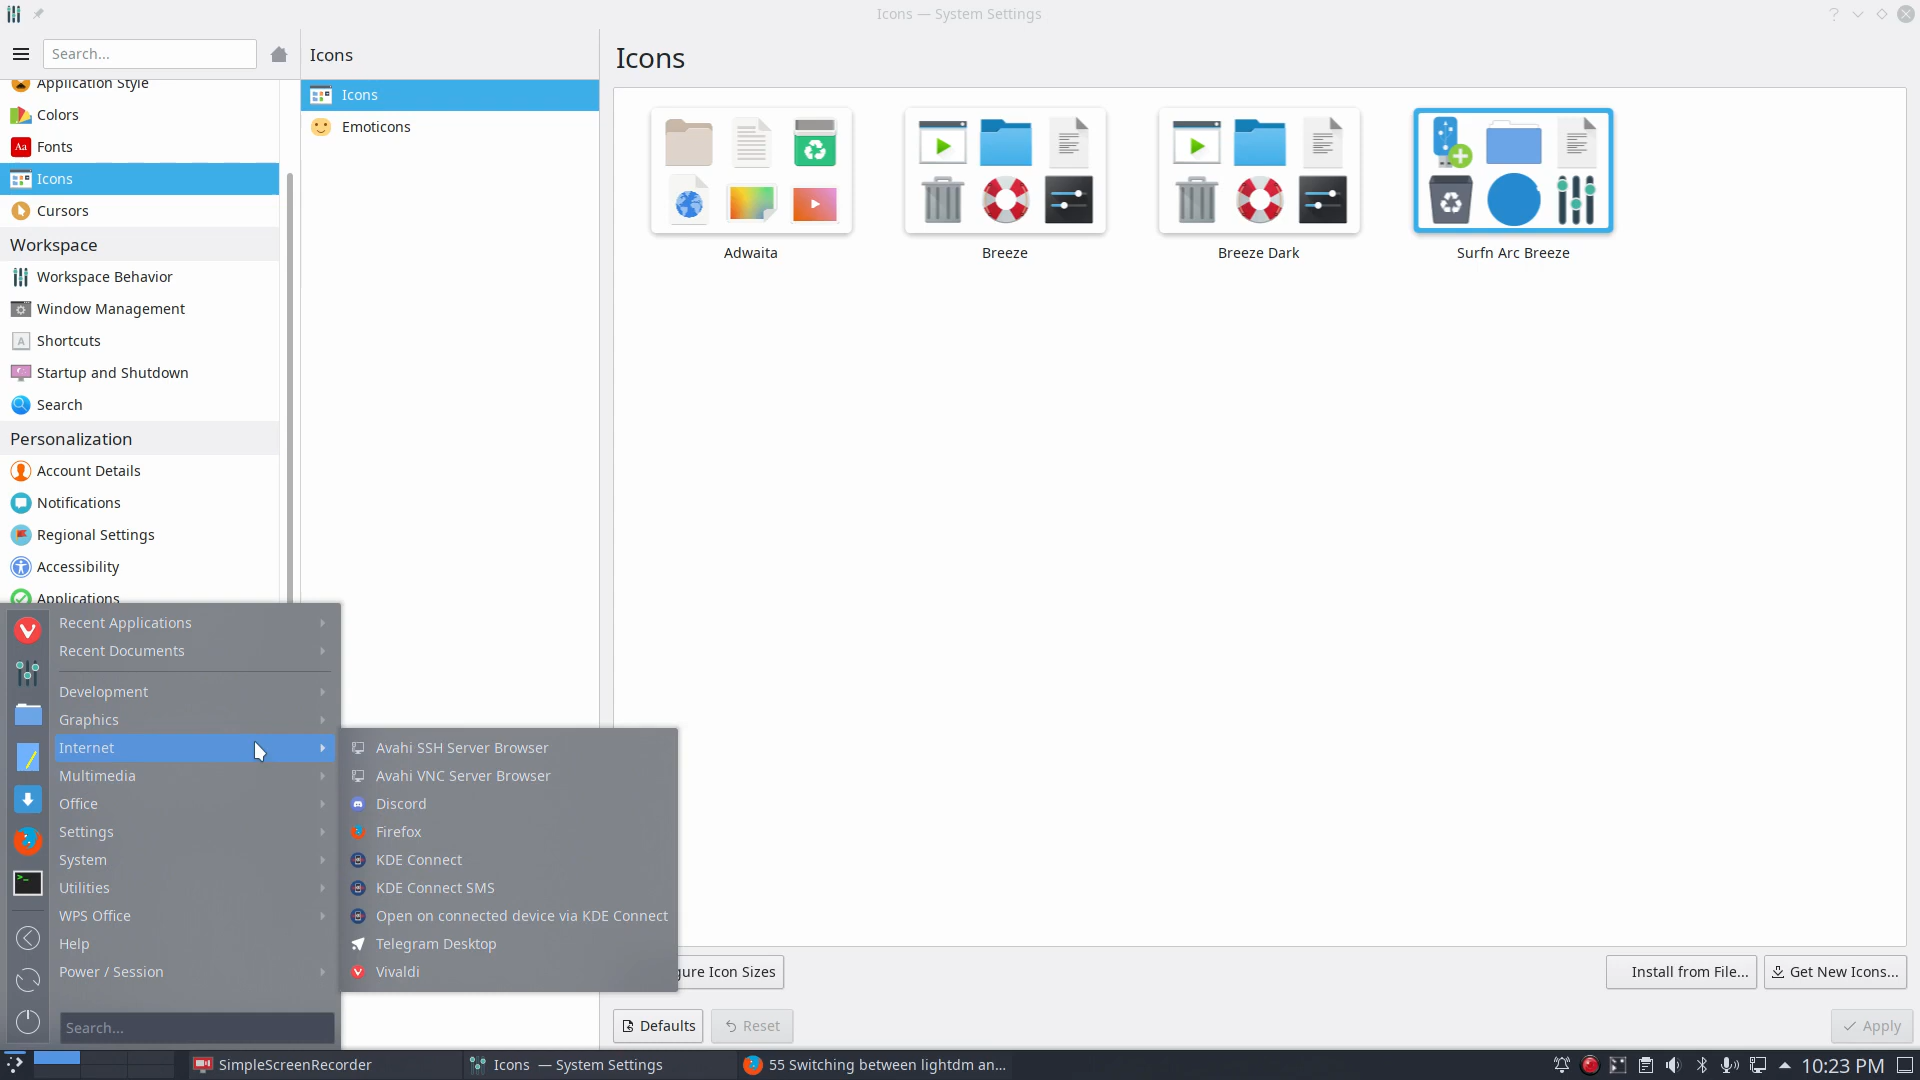 Icons — System Settings
Search...
Icons
Icons
Application Style
Colors
Fonts
Icons
Cursors
Workspace
Workspace Behavior
Window Management
Shortcuts
Startup and Shutdown
Search
Personalization
Account Details
Notifications
Regional Settings
Accessibility
Applications
Icons
Emoticons
Adwaita
Breeze
Breeze Dark
Surfn Arc Breeze
Recent Applications
Recent Documents
Development
Graphics
Internet
Multimedia
Office
Settings
System
Utilities
WPS Office
Help
Power / Session
Search...
Avahi SSH Server Browser
Avahi VNC Server Browser
Discord
Firefox
KDE Connect
KDE Connect SMS
Open on connected device via KDE Connect
Telegram Desktop
Vivaldi
gure Icon Sizes
Install from File...
Get New Icons...
Defaults
Reset
Apply
SimpleScreenRecorder
Icons — System Settings
55 Switching between lightdm an...
10:23 PM